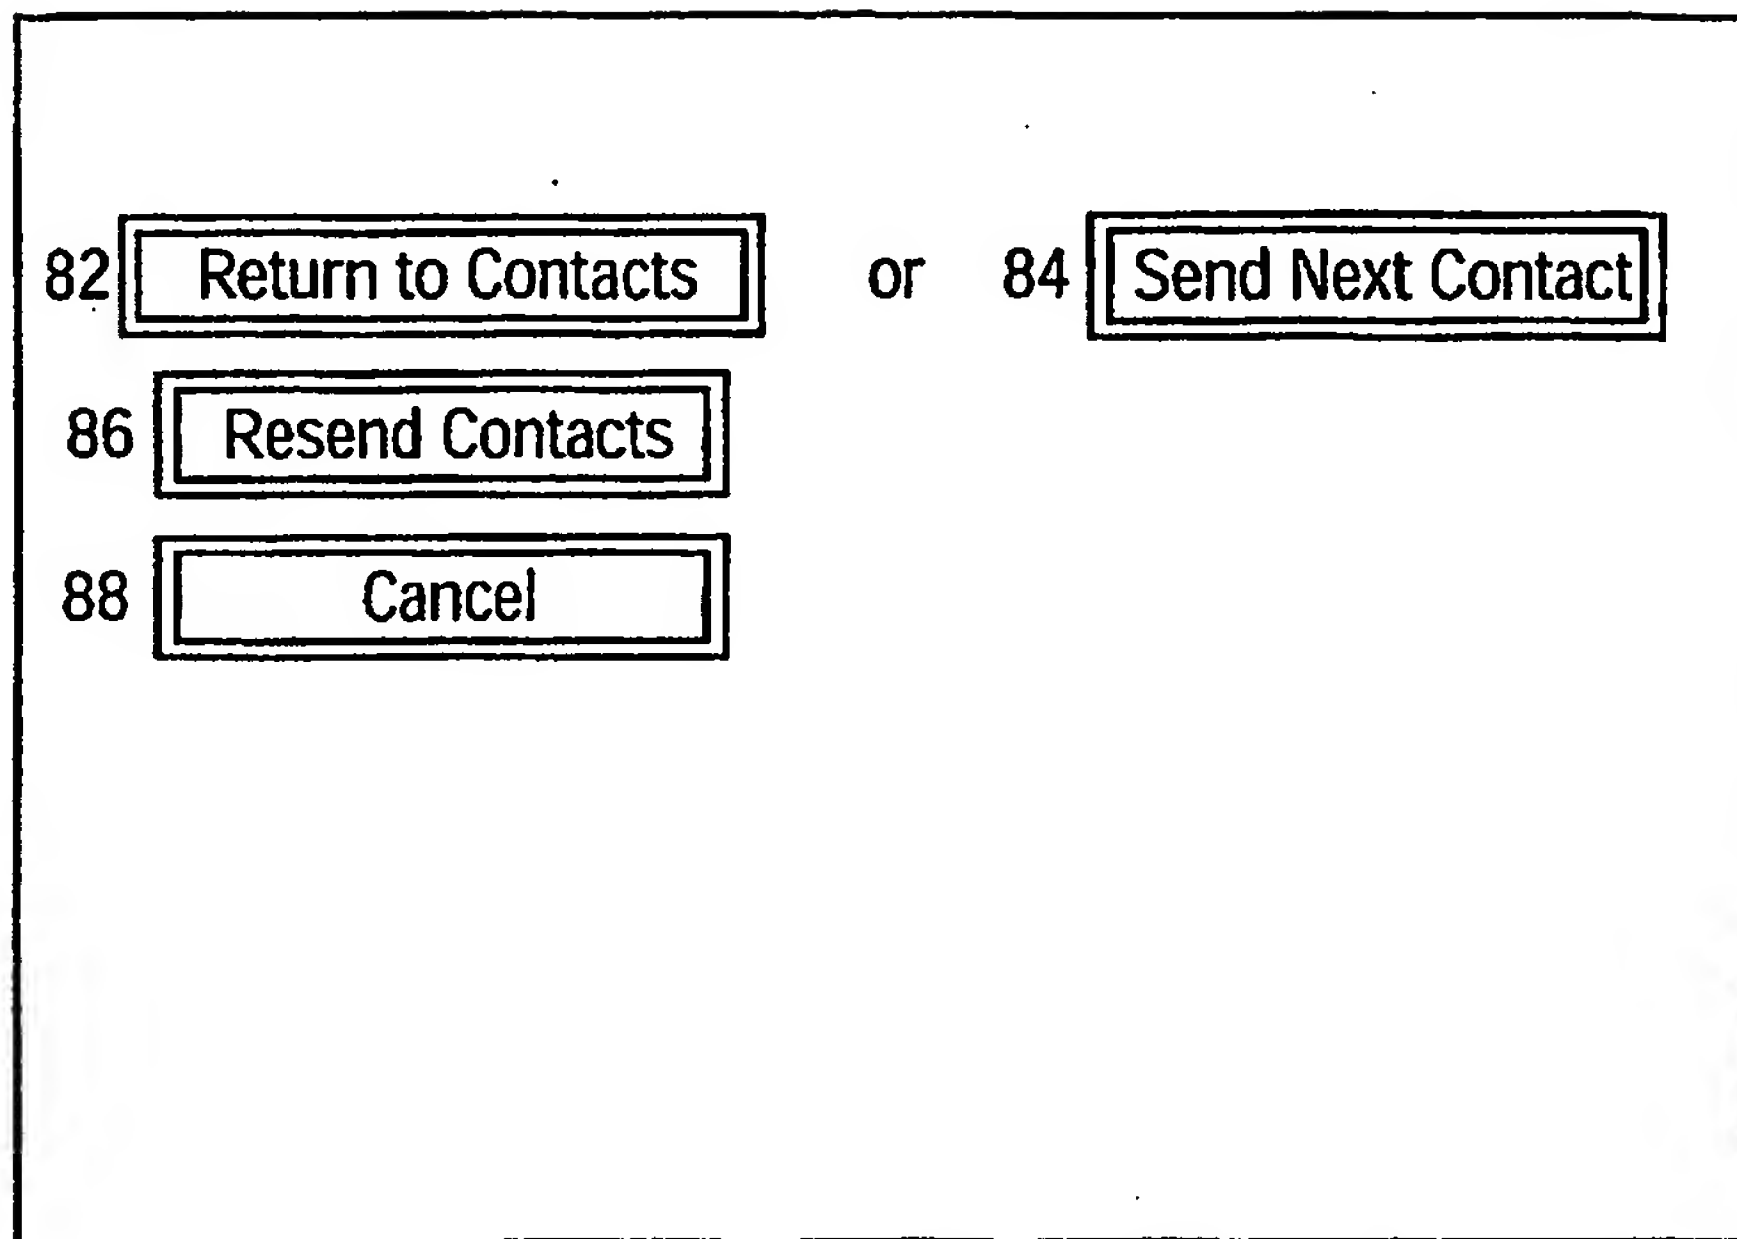 82 Return to Contacts or 84 Send Next Contact
86 Resend Contacts
88 Cancel